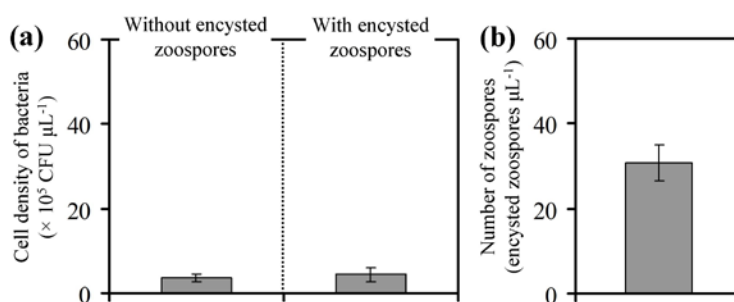 (a)
Without encysted
zoospores
With encysted
zoospores
Cell density of bacteria
(× 10⁵ CFU μL⁻¹)
60
40
20
0
(b)
Number of zoospores
(encysted zoospores μL⁻¹)
60
40
20
0